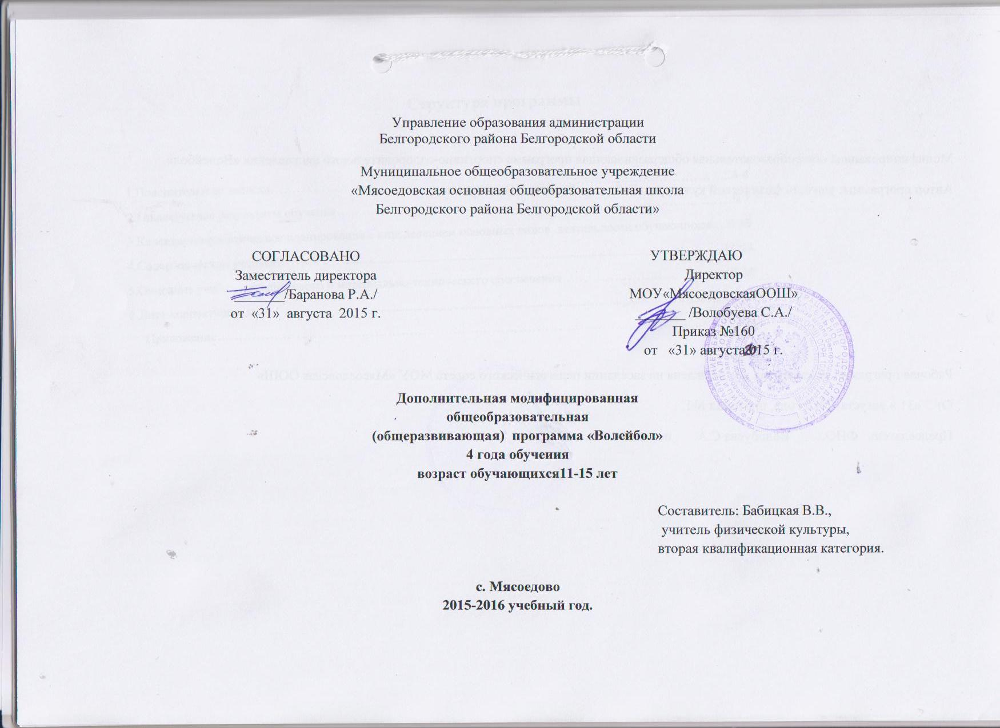 Управление образования администрации
Белгородского района Белгородской области
Муниципальное общеобразовательное учреждение
«Мясоедовская основная общеобразовательная школа
Белгородского района Белгородской области»
СОГЛАСОВАНО
Заместитель директора
_______/Баранова Р.А./
от «31» августа 2015 г.
УТВЕРЖДАЮ
Директор
МОУ«МясоедовскаяООШ»
_______ /Волобуева С.А./
Приказ №160
от «31» августа2015 г.
Дополнительная модифицированная
общеобразовательная
(общеразвивающая) программа «Волейбол»
4 года обучения
возраст обучающихся11-15 лет
Составитель: Бабицкая В.В.,
учитель физической культуры,
вторая квалификационная категория.
с. Мясоедово
2015-2016 учебный год.